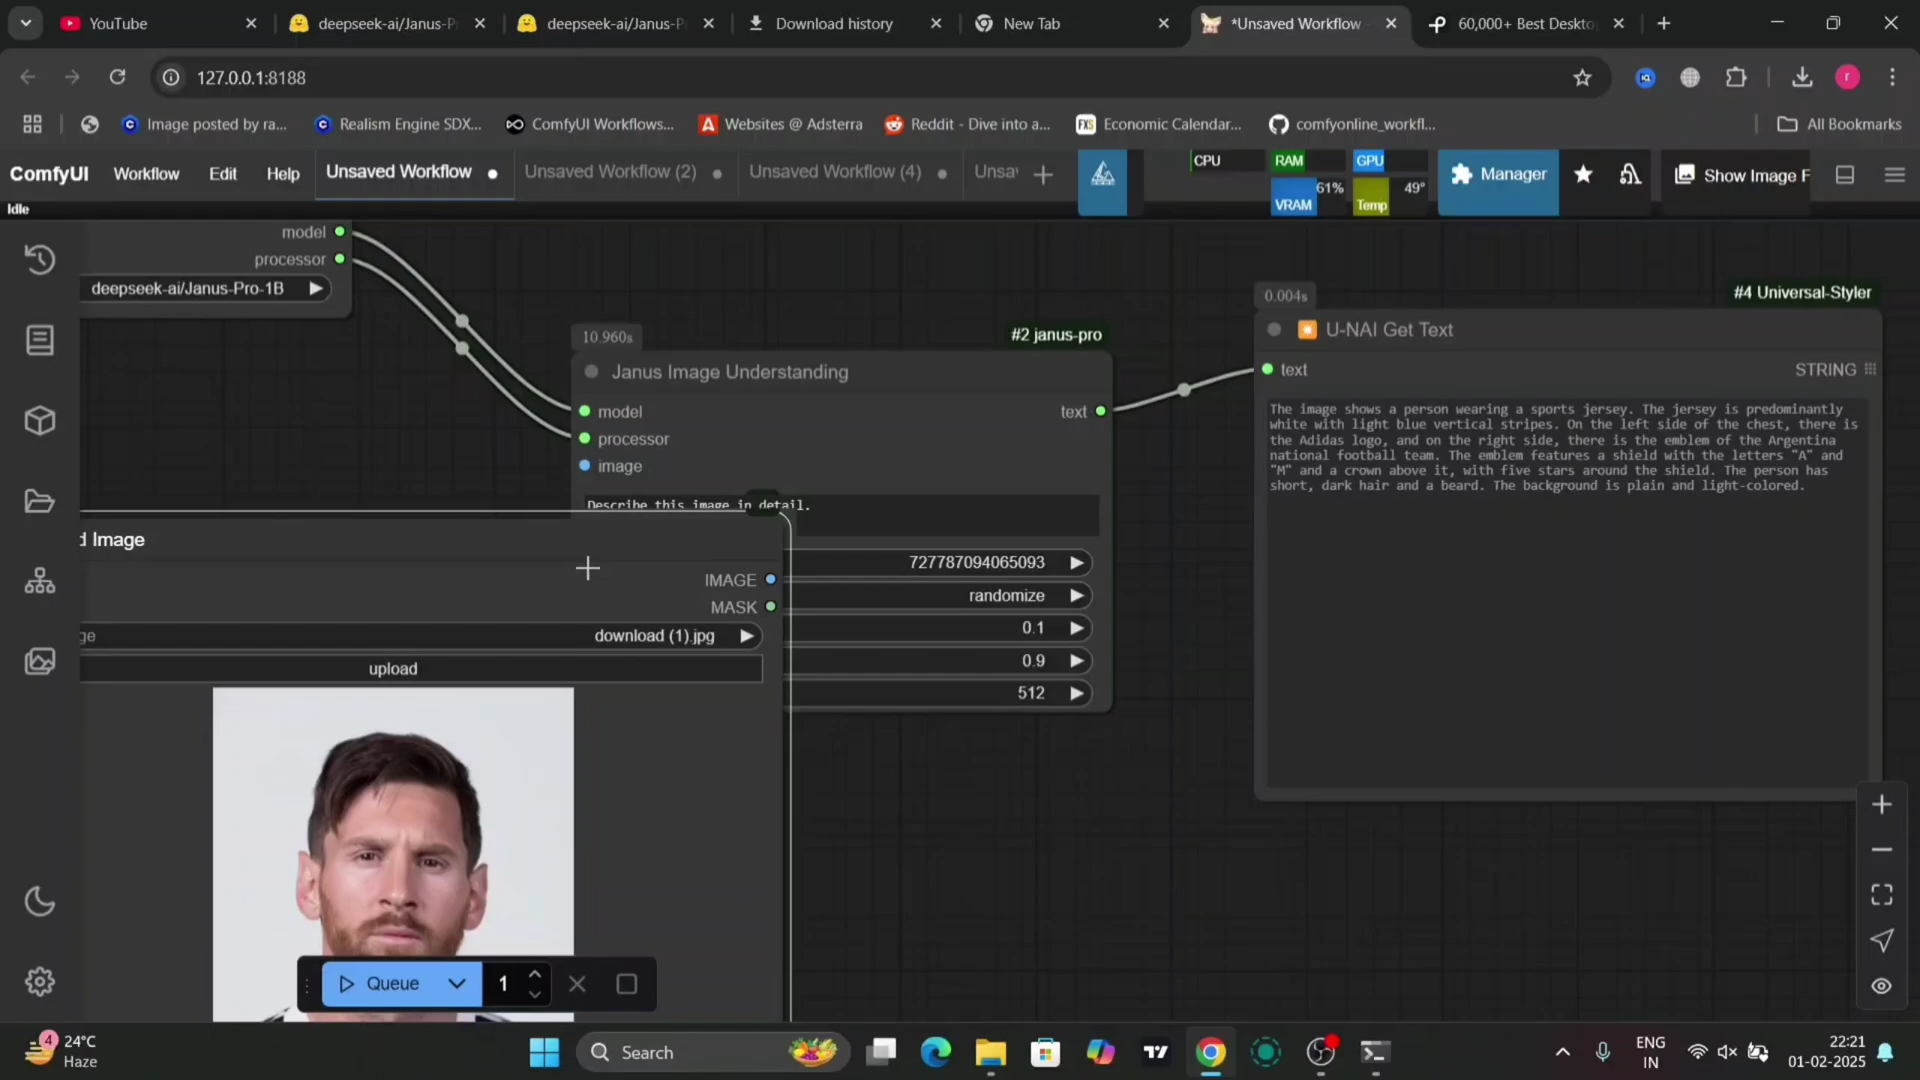 YouTube
deepseek-ai/Janus-P
deepseek-ai/Janus-P
Download history
New Tab
*Unsaved Workflow
60,000+ Best Deskto
127.0.0.1:8188
Image posted by ra...
Realism Engine SDX...
ComfyUI Workflows...
Websites @ Adsterra
Reddit - Dive into a...
FXS
Economic Calendar...
comfyonline_workfl...
All Bookmarks
ComfyUI
Workflow
Edit
Help
Unsaved Workflow
Unsaved Workflow (2)
Unsaved Workflow (4)
Unsa
CPU
RAM
GPU
VRAM
61%
Temp
49°
Manager
Show Image F
Idle
model
processor
deepseek-ai/Janus-Pro-1B
10.960s
#2 janus-pro
Janus Image Understanding
model
text
processor
image
Describe this image in detail.
727787094065093
randomize
0.1
0.9
512
0.004s
#4 Universal-Styler
U-NAI Get Text
text
STRING
The image shows a person wearing a sports jersey. The jersey is predominantly
white with light blue vertical stripes. On the left side of the chest, there is
the Adidas logo, and on the right side, there is the emblem of the Argentina
national football team. The emblem features a shield with the letters "A" and
"M" and a crown above it, with five stars around the shield. The person has
short, dark hair and a beard. The background is plain and light-colored.
d Image
IMAGE
MASK
ge
download (1).jpg
upload
Queue
1
4
24°C
Haze
Search
ENG
IN
22:21
01-02-2025